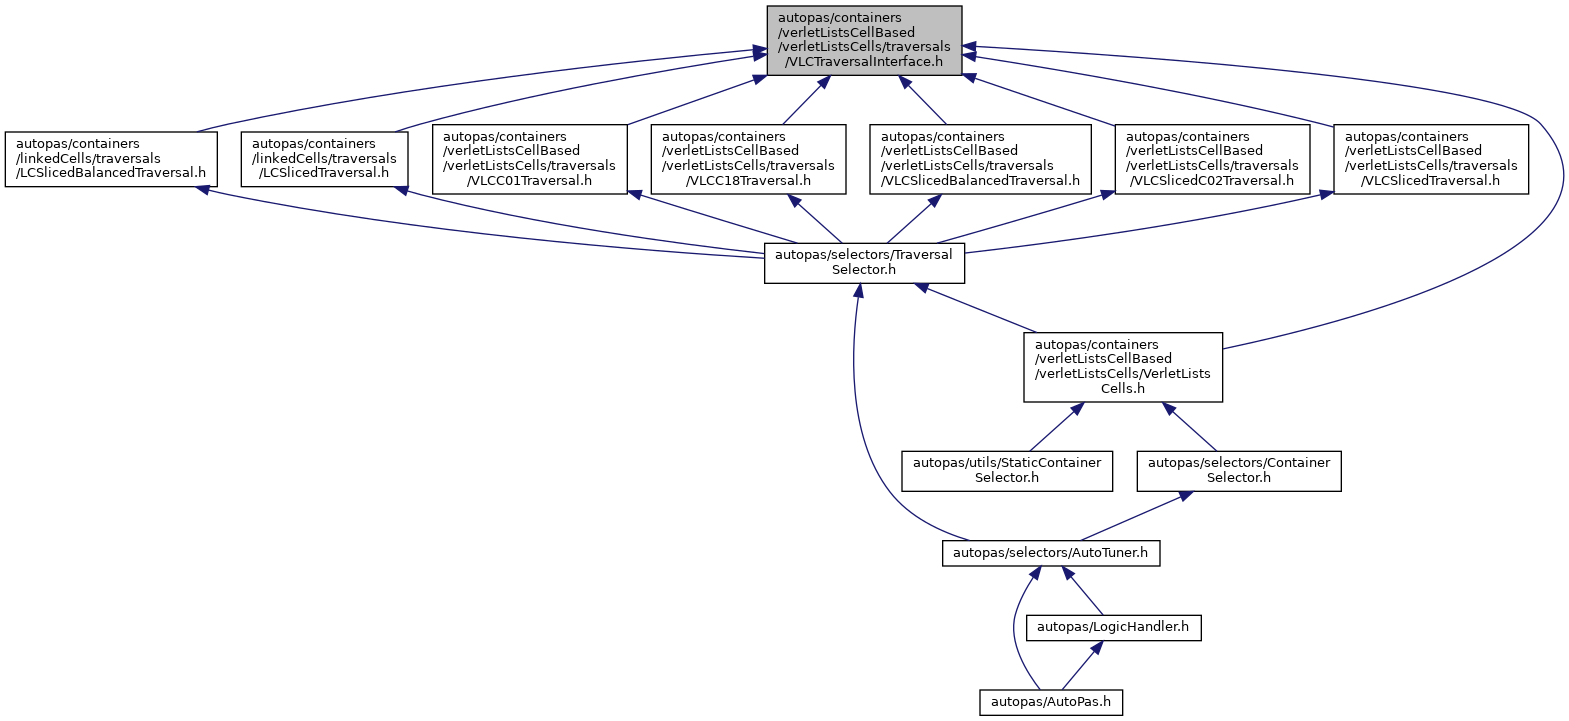 autopas/containers
/verletListsCellBased
/verletListsCells/traversals
/VLCTraversalInterface.h
autopas/containers
/linkedCells/traversals
/LCSlicedBalancedTraversal.h
autopas/containers
/linkedCells/traversals
/LCSlicedTraversal.h
autopas/containers
/verletListsCellBased
/verletListsCells/traversals
/VLCC01Traversal.h
autopas/containers
/verletListsCellBased
/verletListsCells/traversals
/VLCC18Traversal.h
autopas/containers
/verletListsCellBased
/verletListsCells/traversals
/VLCSlicedBalancedTraversal.h
autopas/containers
/verletListsCellBased
/verletListsCells/traversals
/VLCSlicedC02Traversal.h
autopas/containers
/verletListsCellBased
/verletListsCells/traversals
/VLCSlicedTraversal.h
autopas/selectors/Traversal
Selector.h
autopas/containers
/verletListsCellBased
/verletListsCells/VerletLists
Cells.h
autopas/utils/StaticContainer
Selector.h
autopas/selectors/Container
Selector.h
autopas/selectors/AutoTuner.h
autopas/LogicHandler.h
autopas/AutoPas.h